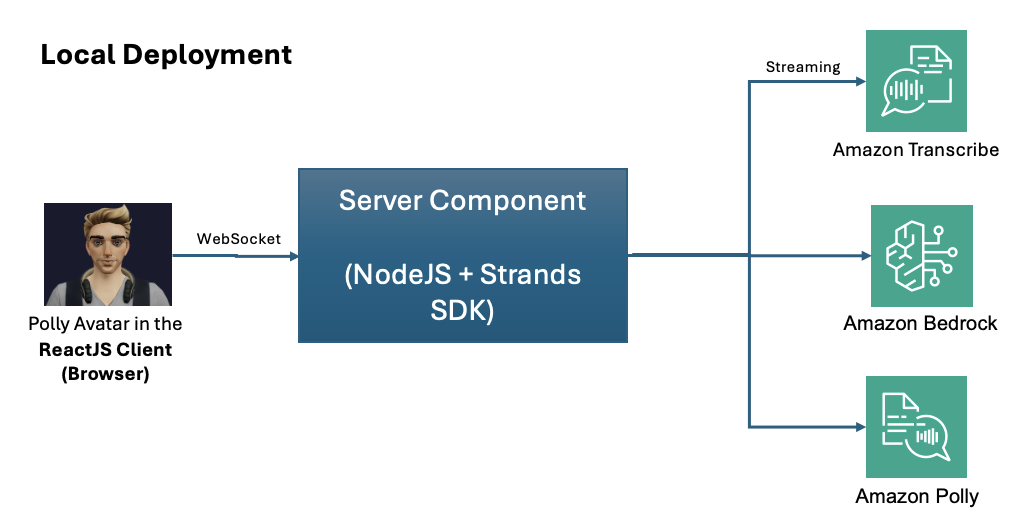 Local Deployment
Streaming
Amazon Transcribe
Server Component
(NodeJS + Strands
SDK)
WebSocket
Polly Avatar in the
ReactJS Client
(Browser)
Amazon Bedrock
Amazon Polly